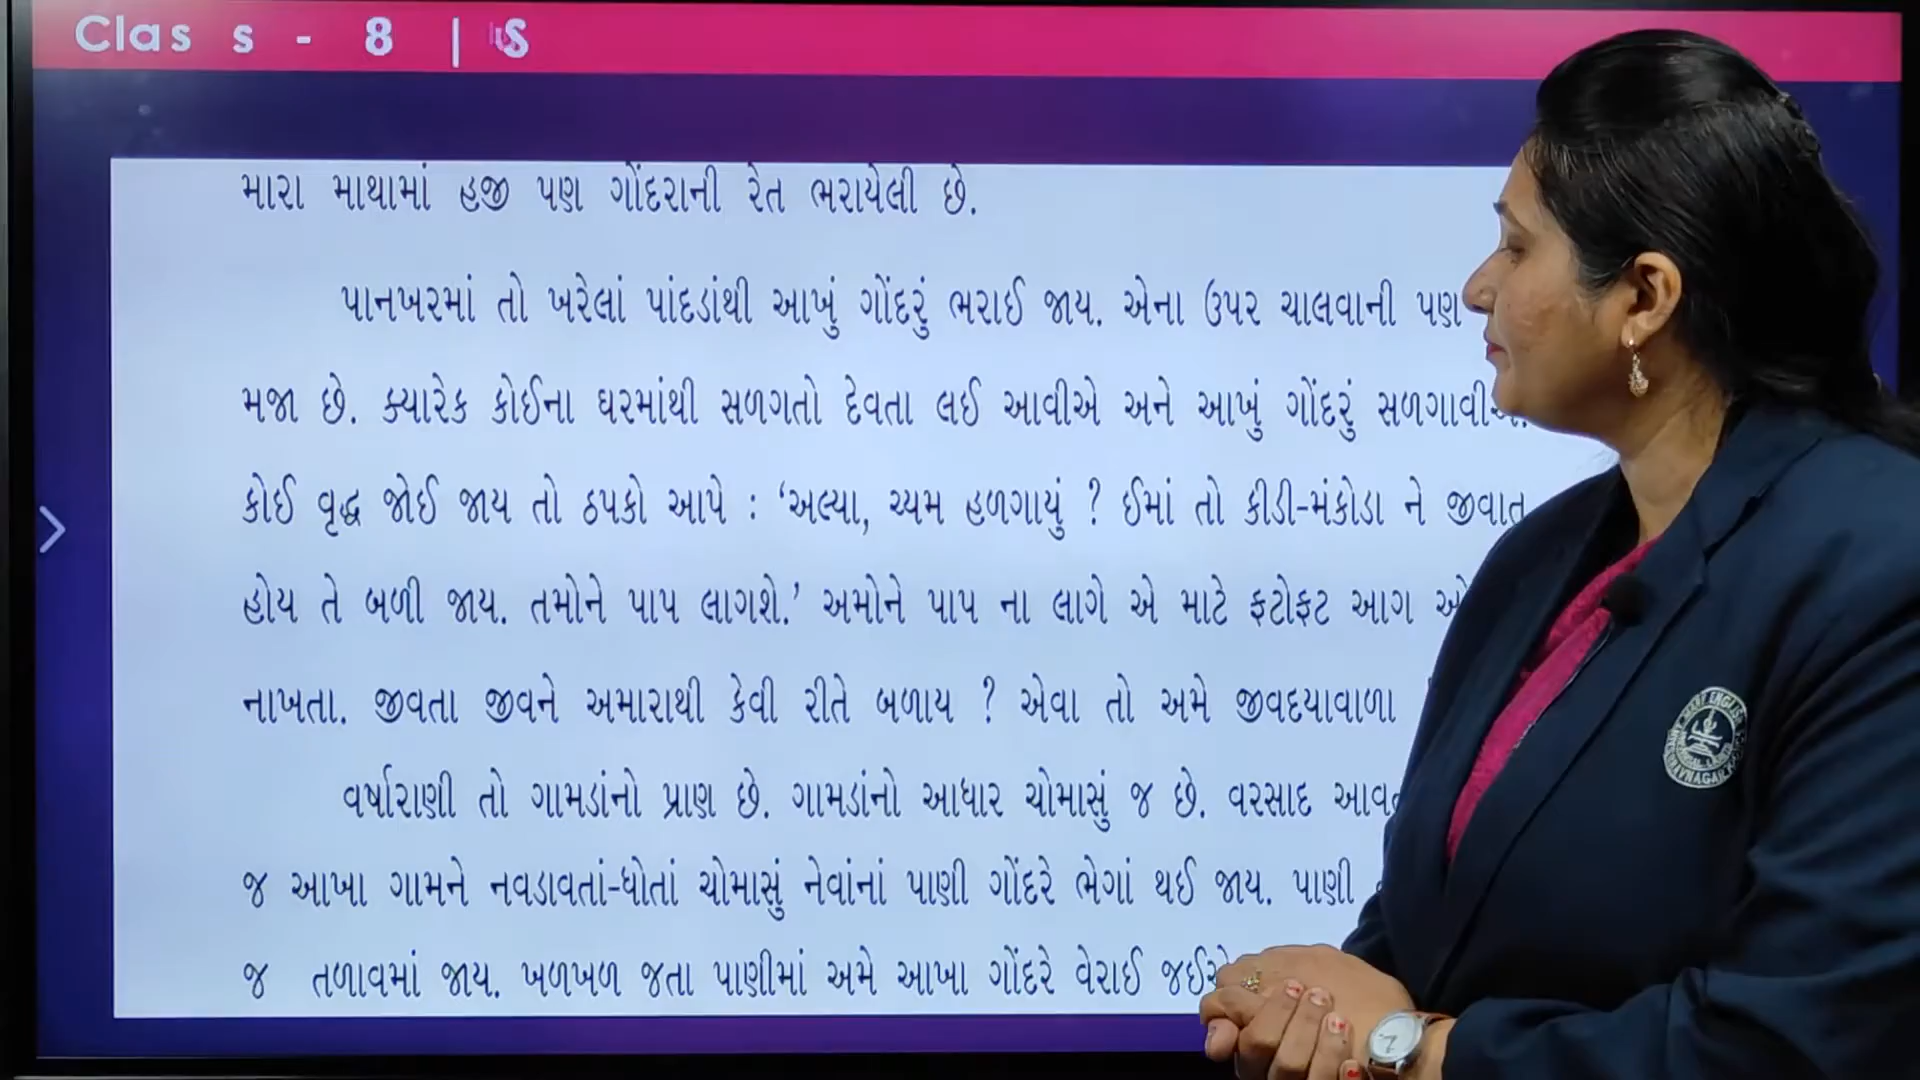 Class - 8 |
મારા માથામાં હજી પણ ગોંદરાની રેત ભરાયેલી છે.
પાનખરમાં તો ખરેલાં પાંદડાંથી આખું ગોંદરું ભરાઈ જાય. એના ઉપર ચાલવાની પણ
મજા છે. ક્યારેક કોઈના ઘરમાંથી સળગતો દેવતા લઈ આવીએ અને આખું ગોંદરું
કોઈ વૃદ્ધ જોઈ જાય તો ઠપકો આપે : ‘અલ્યા, ચ્યમ હળગાયું ? ઈમાં તો કીડી-મંકોડા ને જીવાત
હોય તે બળી જાય. તમોને પાપ લાગશે.’ અમોને પાપ ના લાગે એ માટે ફટોફટ આગ
નાખતા. જીવતા જીવને અમારાથી કેવી રીતે બળાય ? એવા તો અમે જીવદયાવાળા
વર્ષારાણી તો ગામડાંનો પ્રાણ છે. ગામડાંનો આધાર ચોમાસું જ છે. વરસાદ
જ આખા ગામને નવડાવતાં-ધોતાં ચોમાસું નેવાંનાં પાણી ગોંદરે ભેગાં થઈ જાય. પાણી
જ તળાવમાં જાય. ખળખળ જતા પાણીમાં અમે આખા ગોંદરે વેરાઈ